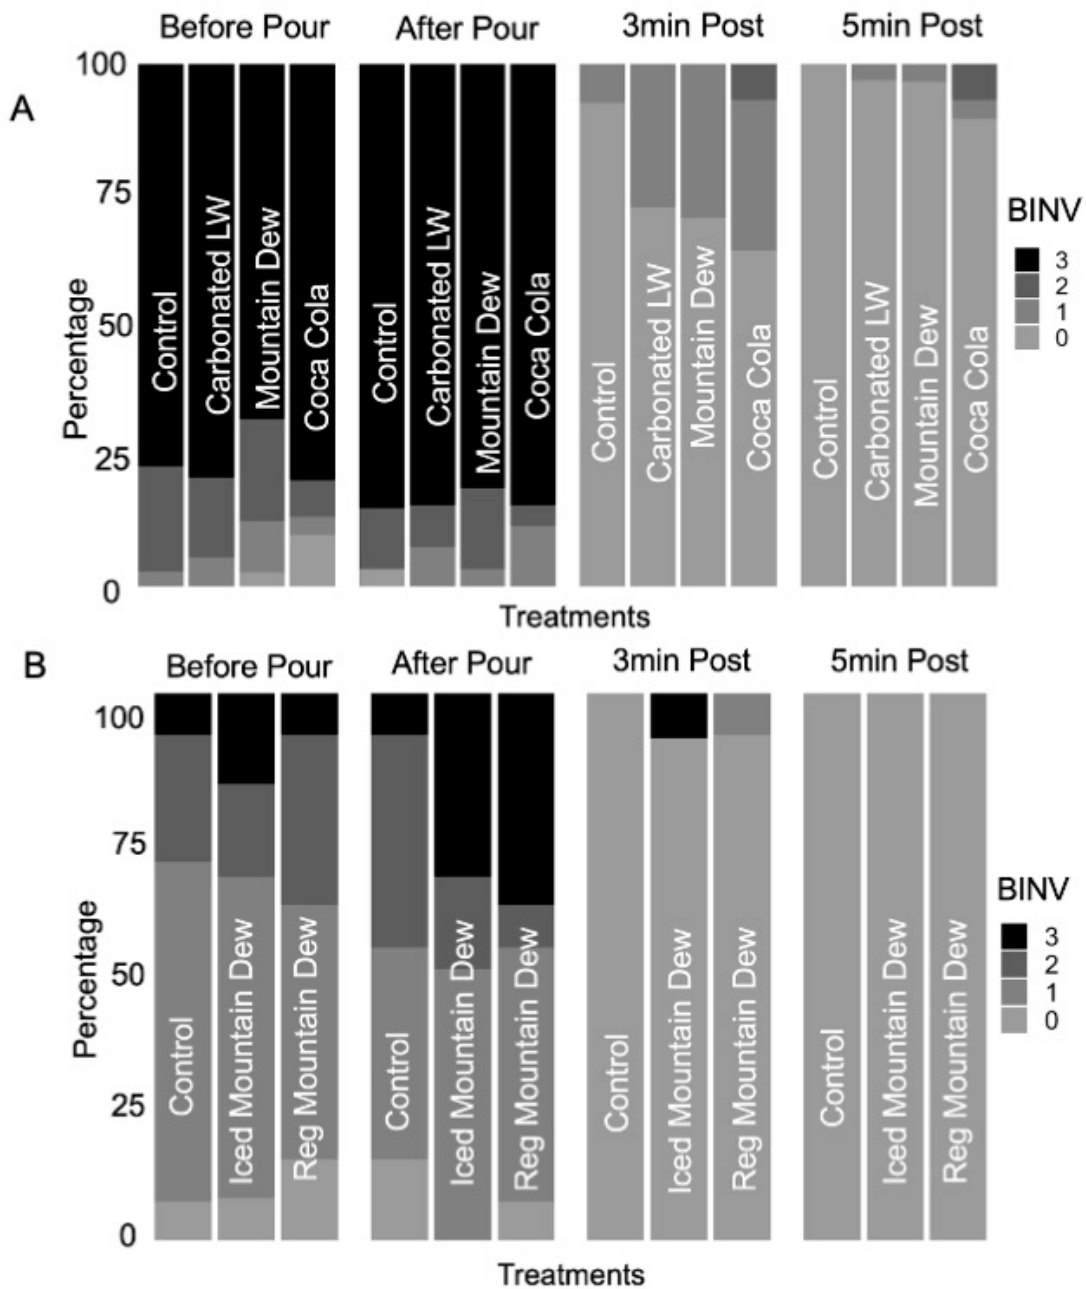 A
Before Pour After Pour 3min Post 5min Post
100
75
50
25
0
Percentage
Control Carbonated LW Mountain Dew Coca Cola
Control Carbonated LW Mountain Dew Coca Cola
Control Carbonated LW Mountain Dew Coca Cola
Control Carbonated LW Mountain Dew Coca Cola
BINV
3
2
1
0
Treatments
B
Before Pour After Pour 3min Post 5min Post
100
75
50
25
0
Percentage
Control Iced Mountain Dew Reg Mountain Dew
Control Iced Mountain Dew Reg Mountain Dew
Control Iced Mountain Dew Reg Mountain Dew
Control Iced Mountain Dew Reg Mountain Dew
BINV
3
2
1
0
Treatments